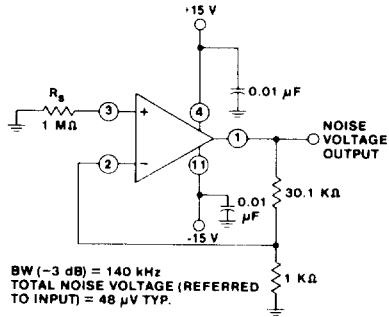 +15 V
0.01 μF
Rs
1 MΩ
3
+
4
2
−
1
11
NOISE
VOLTAGE
OUTPUT
0.01
μF
30.1 KΩ
-15 V
1 KΩ
BW (−3 dB) = 140 kHz
TOTAL NOISE VOLTAGE (REFERRED
TO INPUT) = 48 μV TYP.